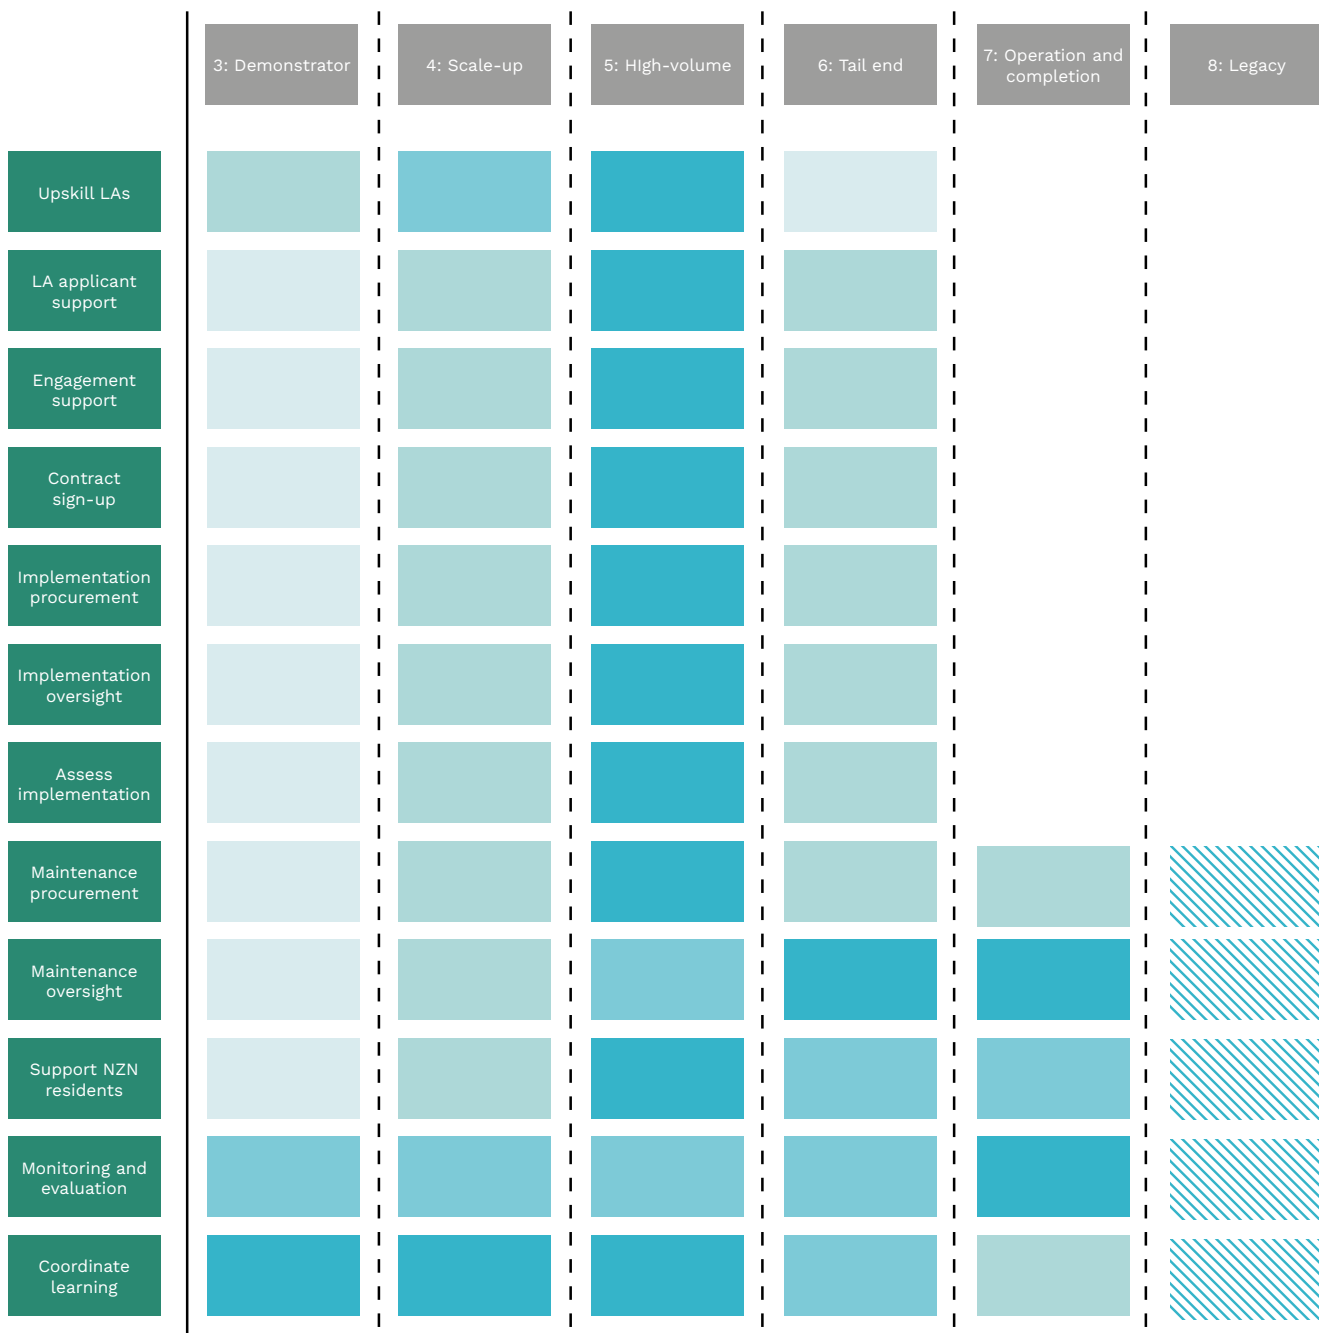 3: Demonstrator
4: Scale-up
5: HIgh-volume
6: Tail end
7: Operation and
completion
8: Legacy
Upskill LAs
LA applicant
support
Engagement
support
Contract
sign-up
Implementation
procurement
Implementation
oversight
Assess
implementation
Maintenance
procurement
Maintenance
oversight
Support NZN
residents
Monitoring and
evaluation
Coordinate
learning